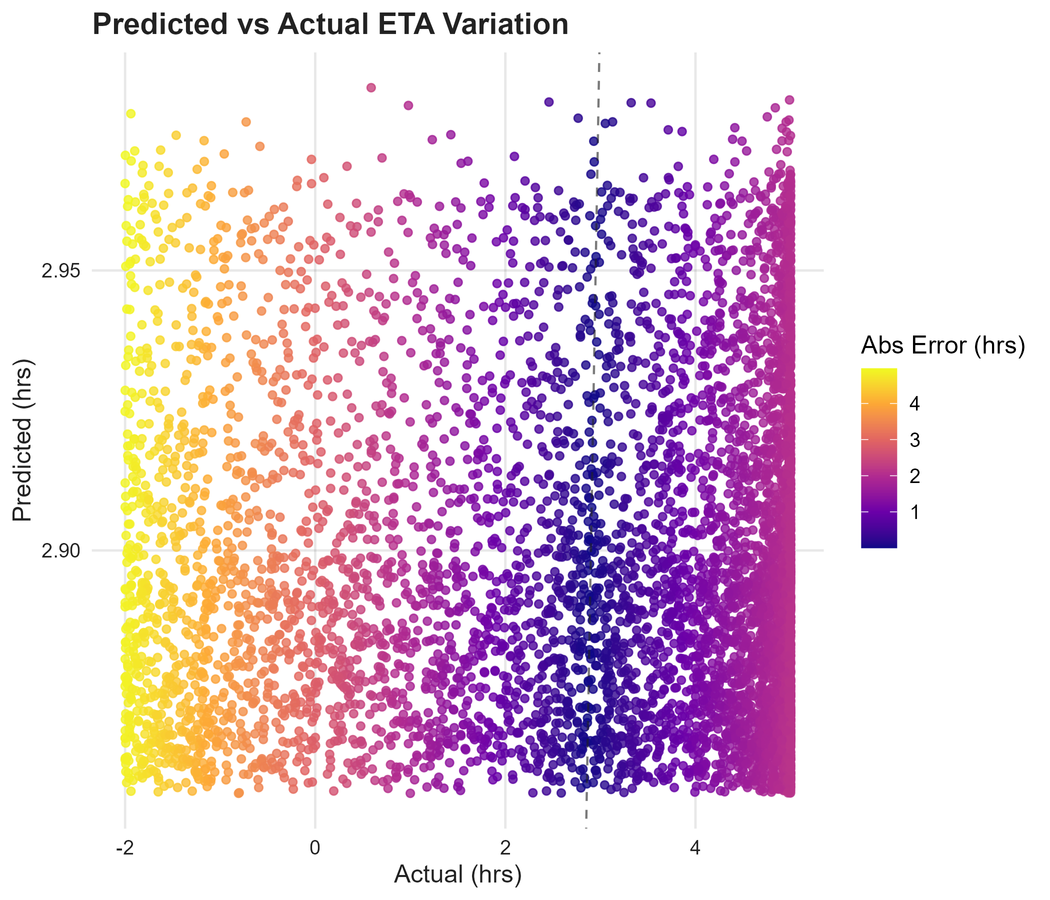 Predicted vs Actual ETA Variation
Predicted (hrs)
2.95
2.90
-2 0 2 4
Actual (hrs)
Abs Error (hrs)
4
3
2
1